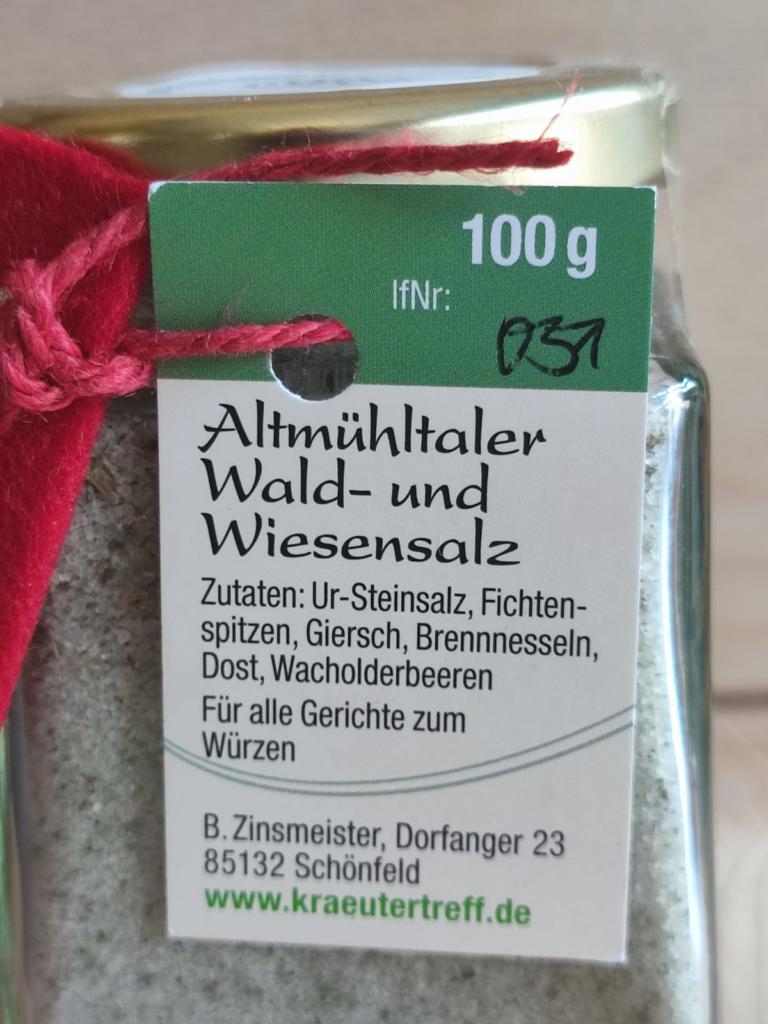 100 g
lfNr:
031
Altmühltaler
Wald- und
Wiesensalz
Zutaten: Ur-Steinsalz, Fichten-
spitzen, Giersch, Brennnesseln,
Dost, Wacholderbeeren
Für alle Gerichte zum
Würzen
B. Zinsmeister, Dorfanger 23
85132 Schönfeld
www.kraeutertreff.de